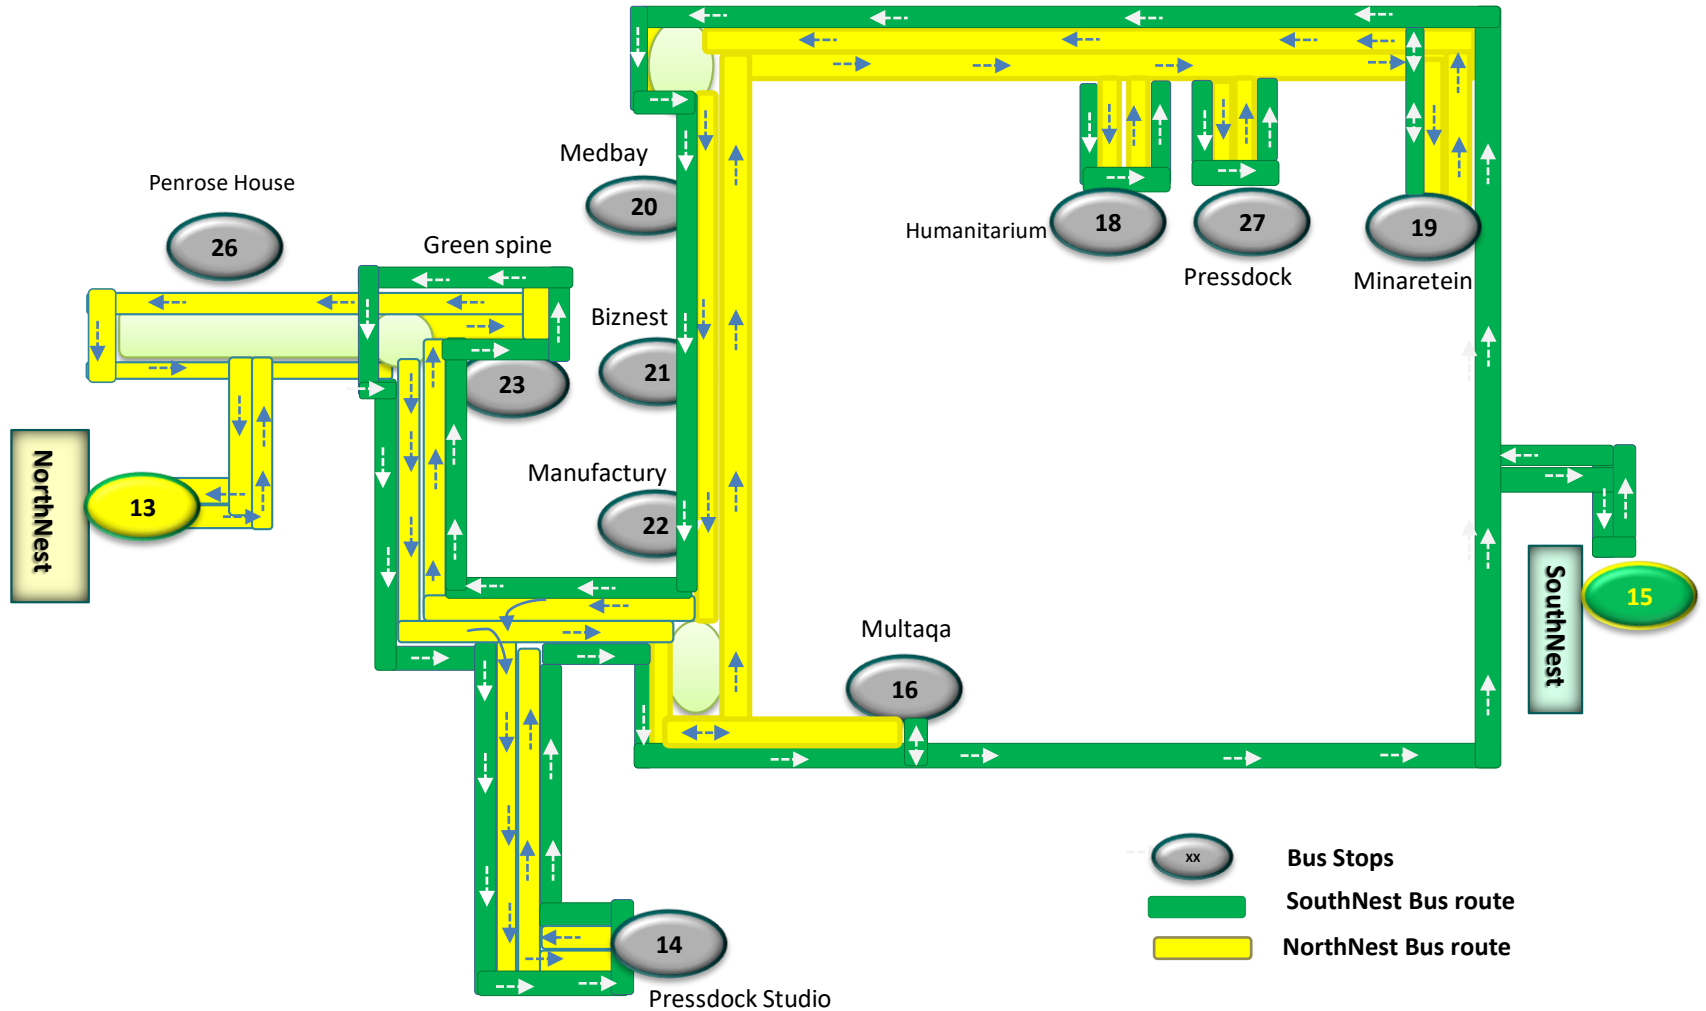 Medbay
20
Penrose House
26
Green spine
23
Biznest
21
Manufactury
22
Humanitarium
18
27
Pressdock
19
Minaretein
NorthNest
13
SouthNest
15
Multaqa
16
14
Pressdock Studio
xx
Bus Stops
SouthNest Bus route
NorthNest Bus route